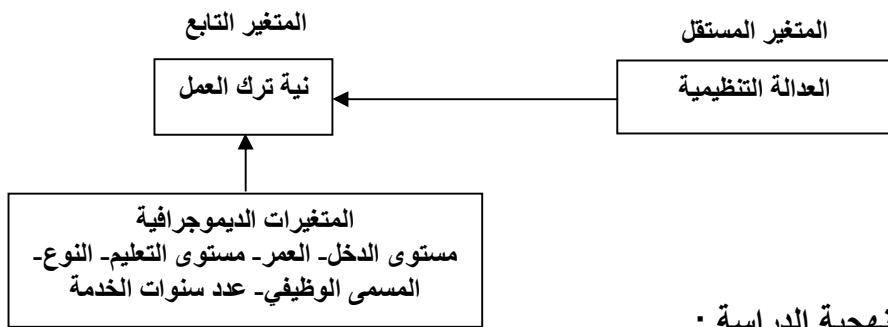 المتغير المستقل
المتغير التابع
العدالة التنظيمية
نية ترك العمل
المتغيرات الديموجرافية
مستوى الدخل- العمر- مستوى التعليم- النوع-
المسمى الوظيفي- عدد سنوات الخدمة
الدراسة :